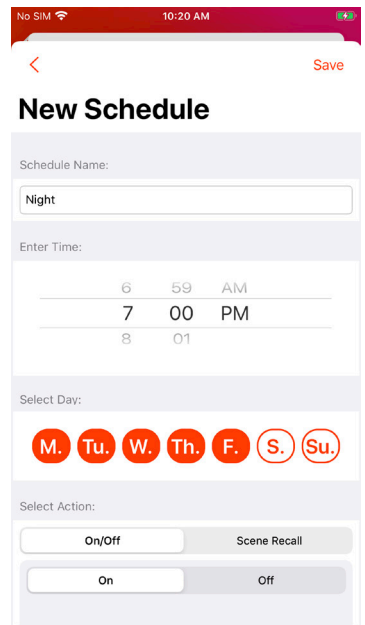 No SIM 10:20 AM
Save
New Schedule
Schedule Name:
Night
Enter Time:
6 59 AM
7 00 PM
8 01
Select Day:
M. Tu. W. Th. F. S. Su.
Select Action:
On/Off Scene Recall
On Off